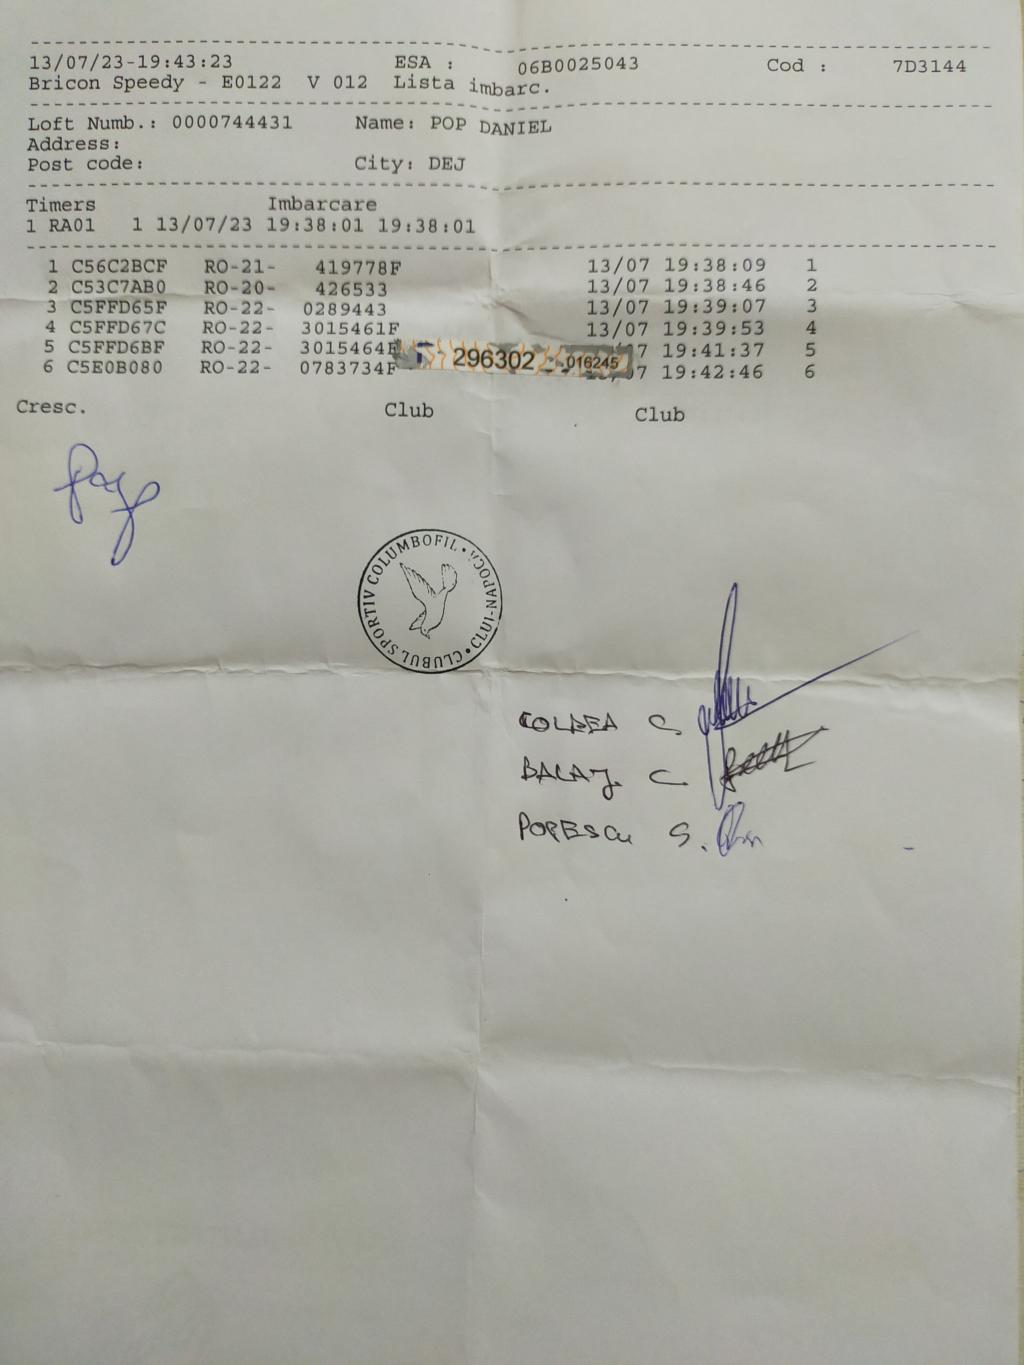 13/07/23-19:43:23 ESA : 06B0025043 Cod : 7D3144
Bricon Speedy - E0122 V 012 Lista imbarc.
Loft Numb.: 0000744431 Name: POP DANIEL
Address:
Post code: City: DEJ
Timers Imbarcare
1 RA01 1 13/07/23 19:38:01 19:38:01
1 C56C2BCF RO-21- 419778F 13/07 19:38:09 1
2 C53C7AB0 RO-20- 426533 13/07 19:38:46 2
3 C5FFD65F RO-22- 0289443 13/07 19:39:07 3
4 C5FFD67C RO-22- 3015461F 13/07 19:39:53 4
5 C5FFD6BF RO-22- 3015464F 07 19:41:37 5
296302 016245
6 C5E0B080 RO-22- 0783734F 07 19:42:46 6
Cresc. Club Club
CLUBUL SPORTIV COLUMBOFIL • CLUJ-NAPOCA •
COLDEA C
BALAJ C
POPESCU S.